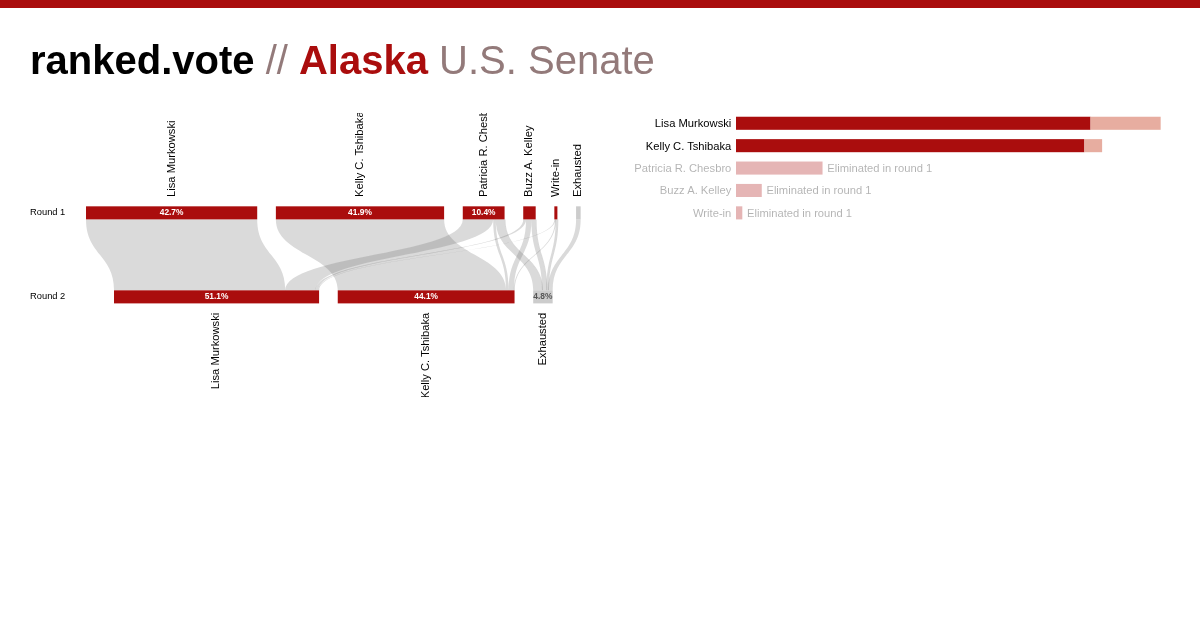 ranked.vote // Alaska U.S. Senate
Lisa Murkowski
Kelly C. Tshibaka
Patricia R. Chest
Buzz A. Kelley
Write-in
Exhausted
Round 1
42.7%
41.9%
10.4%
Round 2
51.1%
44.1%
4.8%
Lisa Murkowski
Kelly C. Tshibaka
Exhausted
Lisa Murkowski
Kelly C. Tshibaka
Patricia R. Chesbro Eliminated in round 1
Buzz A. Kelley Eliminated in round 1
Write-in Eliminated in round 1